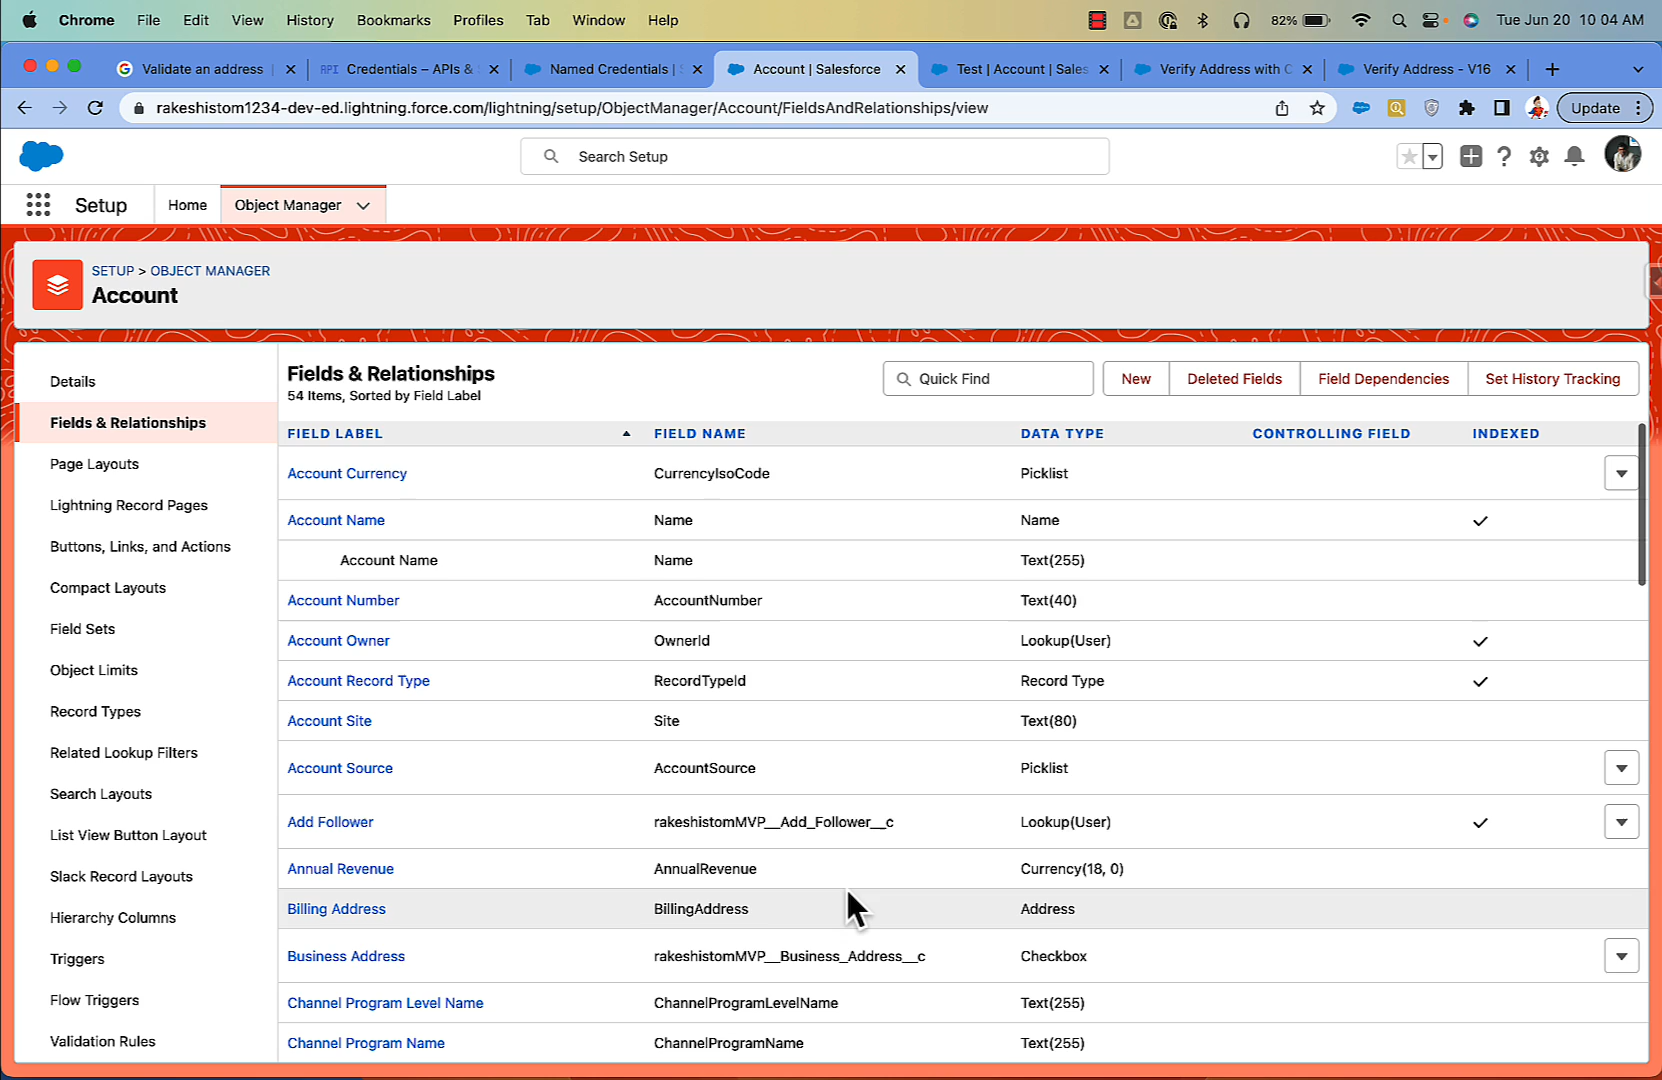 Chrome File Edit View History Bookmarks Profiles Tab Window Help 82% Tue Jun 20 10 04 AM
Validate an address API Credentials – APIs & Named Credentials | Account | Salesforce Test | Account | Sales Verify Address with C Verify Address - V16
rakeshistom1234-dev-ed.lightning.force.com/lightning/setup/ObjectManager/Account/FieldsAndRelationships/view Update
Search Setup
Setup Home Object Manager
SETUP > OBJECT MANAGER
Account
Details
Fields & Relationships
Page Layouts
Lightning Record Pages
Buttons, Links, and Actions
Compact Layouts
Field Sets
Object Limits
Record Types
Related Lookup Filters
Search Layouts
List View Button Layout
Slack Record Layouts
Hierarchy Columns
Triggers
Flow Triggers
Validation Rules
Fields & Relationships
54 Items, Sorted by Field Label
Quick Find New Deleted Fields Field Dependencies Set History Tracking
FIELD LABEL FIELD NAME DATA TYPE CONTROLLING FIELD INDEXED
Account Currency CurrencyIsoCode Picklist
Account Name Name Name
Account Name Name Text(255)
Account Number AccountNumber Text(40)
Account Owner OwnerId Lookup(User)
Account Record Type RecordTypeId Record Type
Account Site Site Text(80)
Account Source AccountSource Picklist
Add Follower rakeshistomMVP__Add_Follower__c Lookup(User)
Annual Revenue AnnualRevenue Currency(18, 0)
Billing Address BillingAddress Address
Business Address rakeshistomMVP__Business_Address__c Checkbox
Channel Program Level Name ChannelProgramLevelName Text(255)
Channel Program Name ChannelProgramName Text(255)